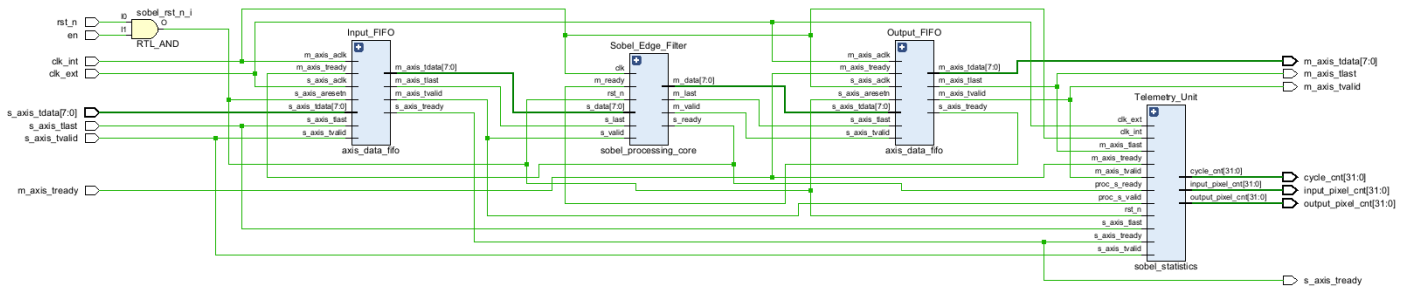 sobel_rst_n_i
rst_n
I0
O
en
I1
RTL_AND
clk_int
clk_ext
s_axis_tdata[7:0]
s_axis_tlast
s_axis_tvalid
m_axis_tready
Input_FIFO
m_axis_aclk
m_axis_tready
s_axis_aclk
s_axis_aresetn
s_axis_tdata[7:0]
s_axis_tlast
s_axis_tvalid
m_axis_tdata[7:0]
m_axis_tlast
m_axis_tvalid
s_axis_tready
axis_data_fifo
Sobel_Edge_Filter
clk
m_ready
rst_n
s_data[7:0]
s_last
s_valid
m_data[7:0]
m_last
m_valid
s_ready
sobel_processing_core
Output_FIFO
m_axis_aclk
m_axis_tready
s_axis_aclk
s_axis_aresetn
s_axis_tdata[7:0]
s_axis_tlast
s_axis_tvalid
m_axis_tdata[7:0]
m_axis_tlast
m_axis_tvalid
s_axis_tready
axis_data_fifo
Telemetry_Unit
clk_ext
clk_int
m_axis_tlast
m_axis_tready
m_axis_tvalid
proc_s_ready
proc_s_valid
rst_n
s_axis_tlast
s_axis_tready
s_axis_tvalid
cycle_cnt[31:0]
input_pixel_cnt[31:0]
output_pixel_cnt[31:0]
sobel_statistics
m_axis_tdata[7:0]
m_axis_tlast
m_axis_tvalid
cycle_cnt[31:0]
input_pixel_cnt[31:0]
output_pixel_cnt[31:0]
s_axis_tready